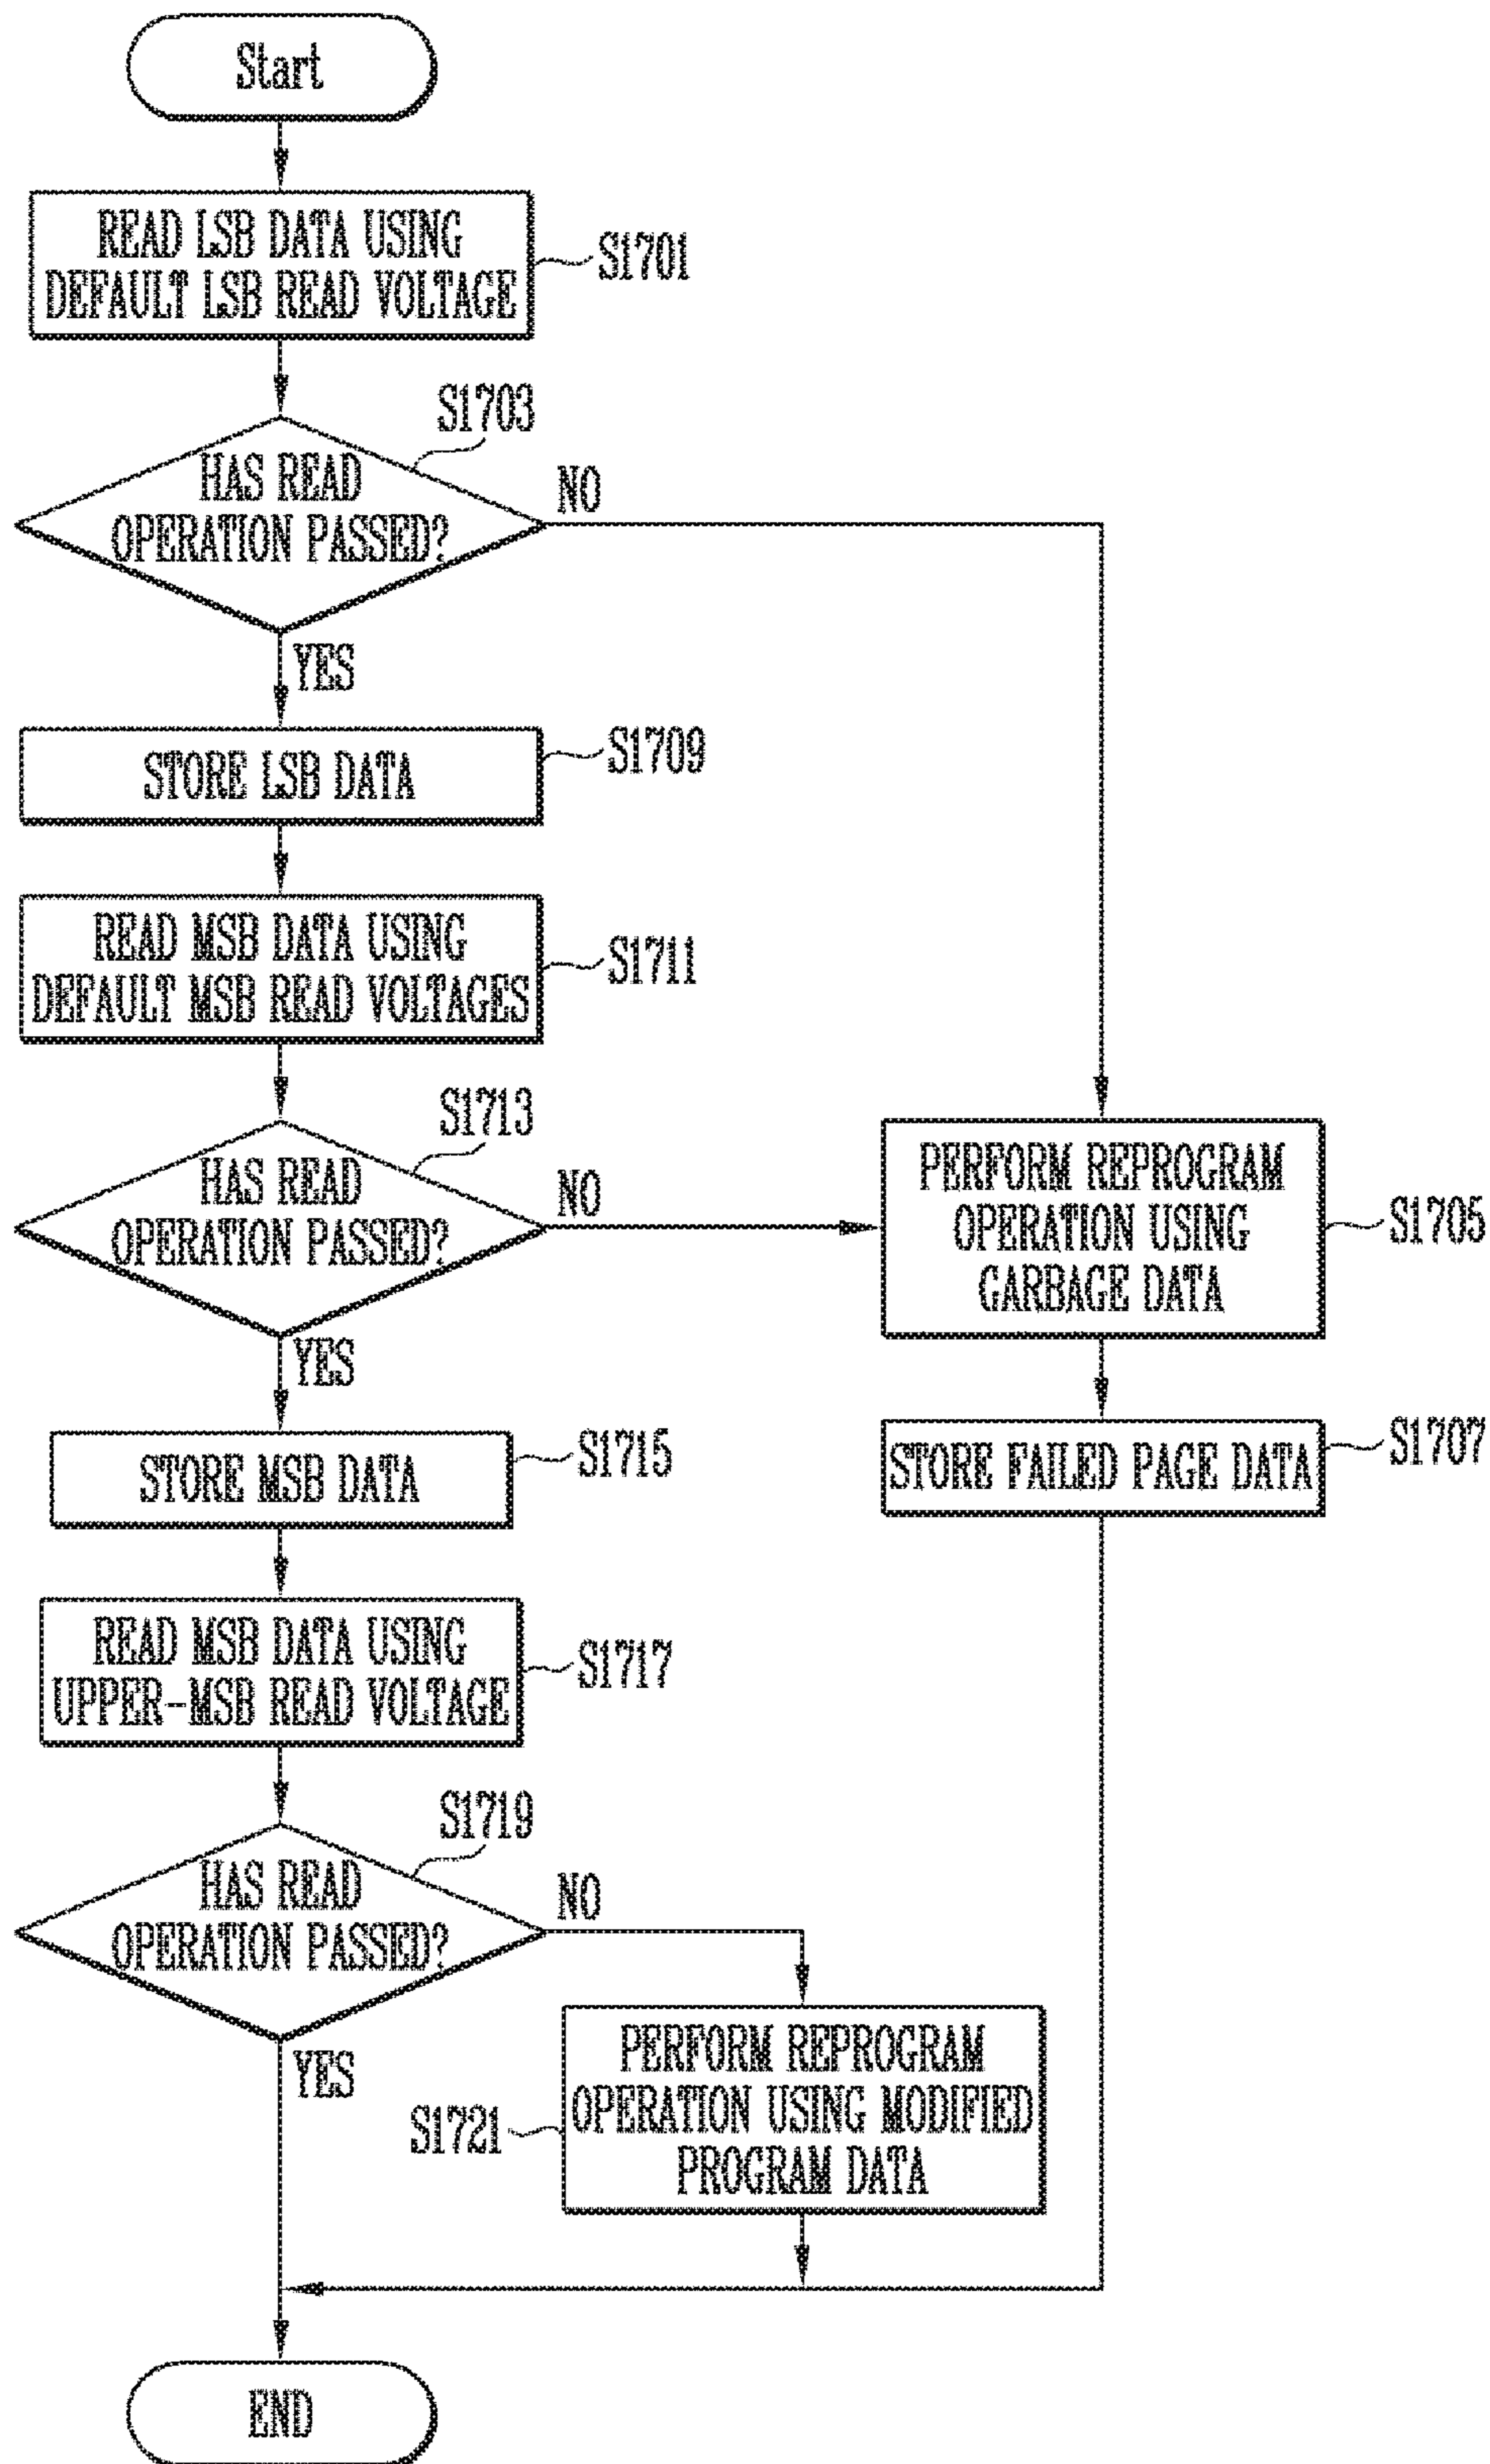 Start
READ LSB DATA USING
DEFAULT LSB READ VOLTAGE
S1701
S1703
HAS READ
OPERATION PASSED?
NO
YES
STORE LSB DATA
S1709
READ MSB DATA USING
DEFAULT MSB READ VOLTAGES
S1711
S1713
HAS READ
OPERATION PASSED?
NO
YES
PERFORM REPROGRAM
OPERATION USING
GARBAGE DATA
S1705
STORE MSB DATA
S1715
STORE FAILED PAGE DATA
S1707
READ MSB DATA USING
UPPER-MSB READ VOLTAGE
S1717
S1719
HAS READ
OPERATION PASSED?
NO
YES
PERFORM REPROGRAM
OPERATION USING MODIFIED
PROGRAM DATA
S1721
END